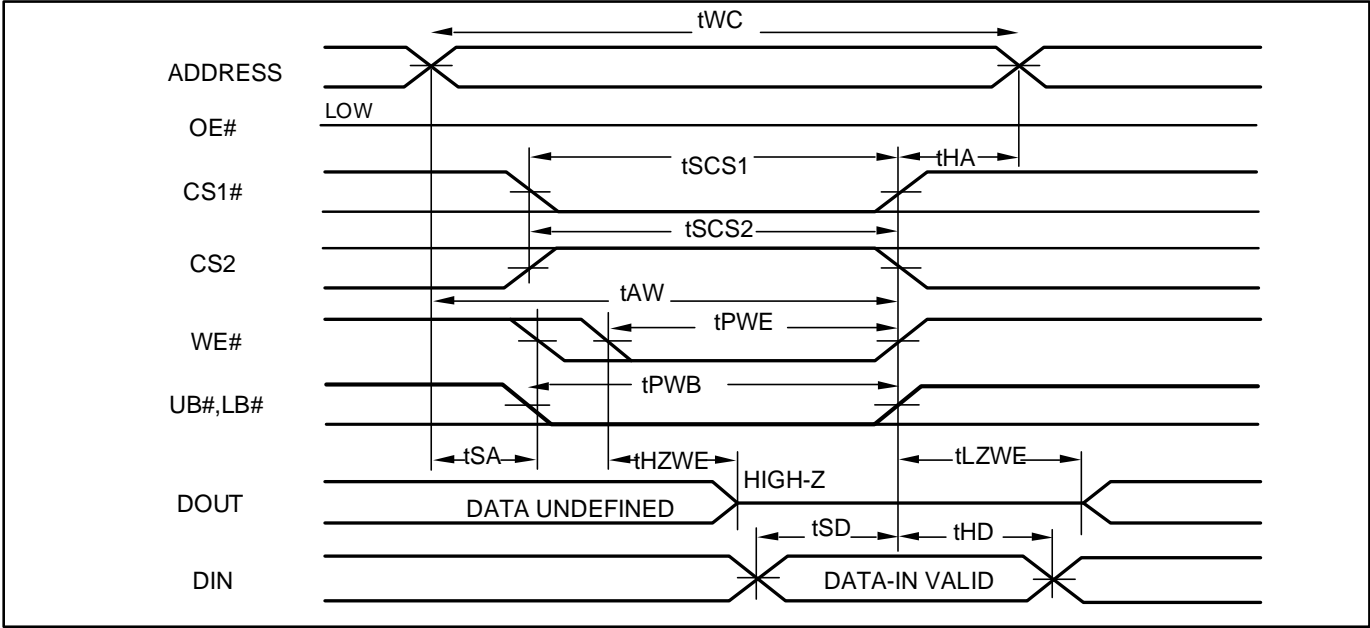 tWC
ADDRESS
LOW
OE#
tSCS1
tHA
CS1#
tSCS2
CS2
tAW
tPWE
WE#
tPWB
UB#,LB#
tSA
tHZWE
tLZWE
HIGH-Z
DOUT
DATA UNDEFINED
tSD
tHD
DIN
DATA-IN VALID